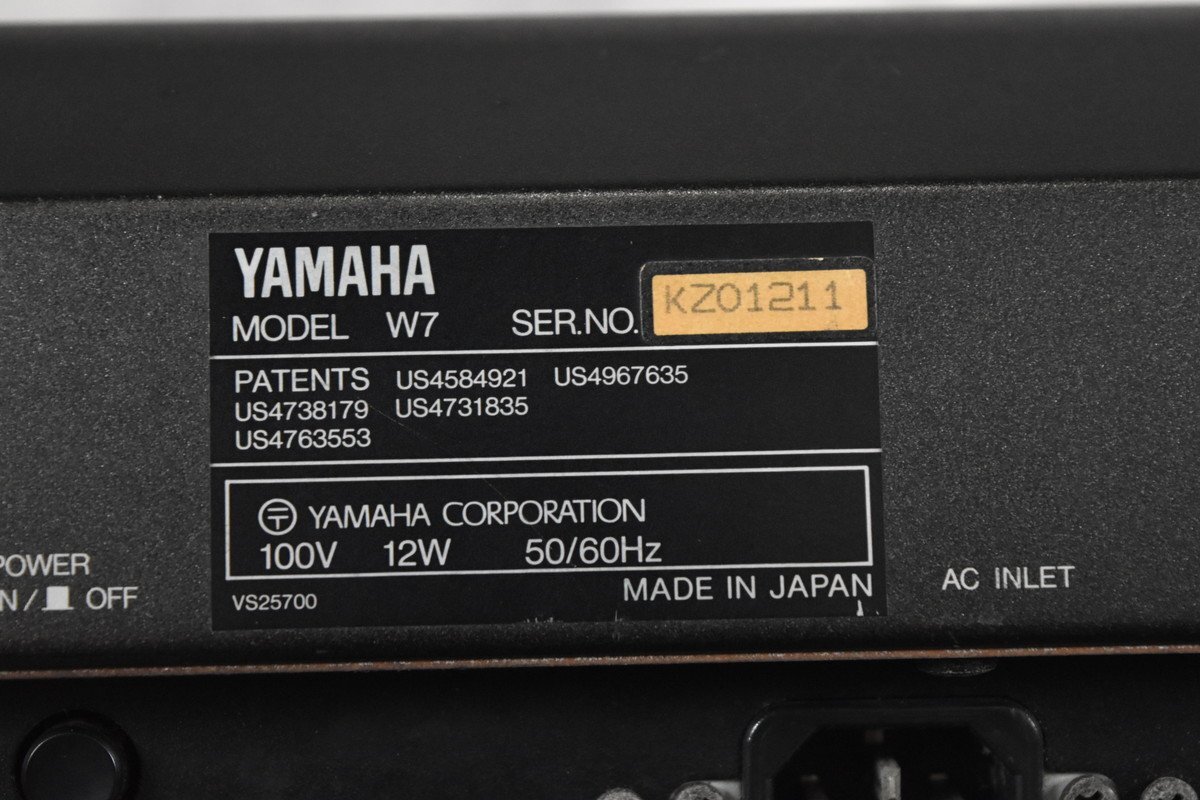 YAMAHA
MODEL W7 SER.NO. KZ01211
PATENTS US4584921 US4967635
US4738179 US4731835
US4763553
YAMAHA CORPORATION
100V 12W 50/60Hz
VS25700 MADE IN JAPAN
POWER
N/ OFF
AC INLET